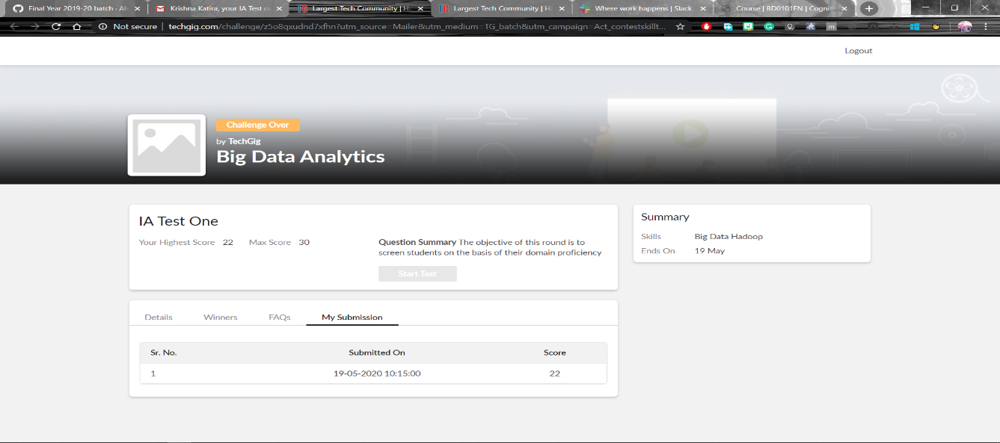 Final Year 2019-20 batch · Al
Krishna Katira, your IA Test o
Largest Tech Community | H
Largest Tech Community | H
Where work happens | Slack
Course | BD0101EN | Cogni
Not secure | techgig.com/challenge/z5o8qxudnd7xfhn?utm_source=Mailer&utm_medium=TG_batch&utm_campaign=Act_contestskillt...
Logout
Challenge Over
by TechGig
Big Data Analytics
IA Test One
Your Highest Score 22 Max Score 30
Question Summary The objective of this round is to
screen students on the basis of their domain proficiency
Start Test
Summary
Skills Big Data Hadoop
Ends On 19 May
Details Winners FAQs My Submission
Sr. No. Submitted On Score
1 19-05-2020 10:15:00 22